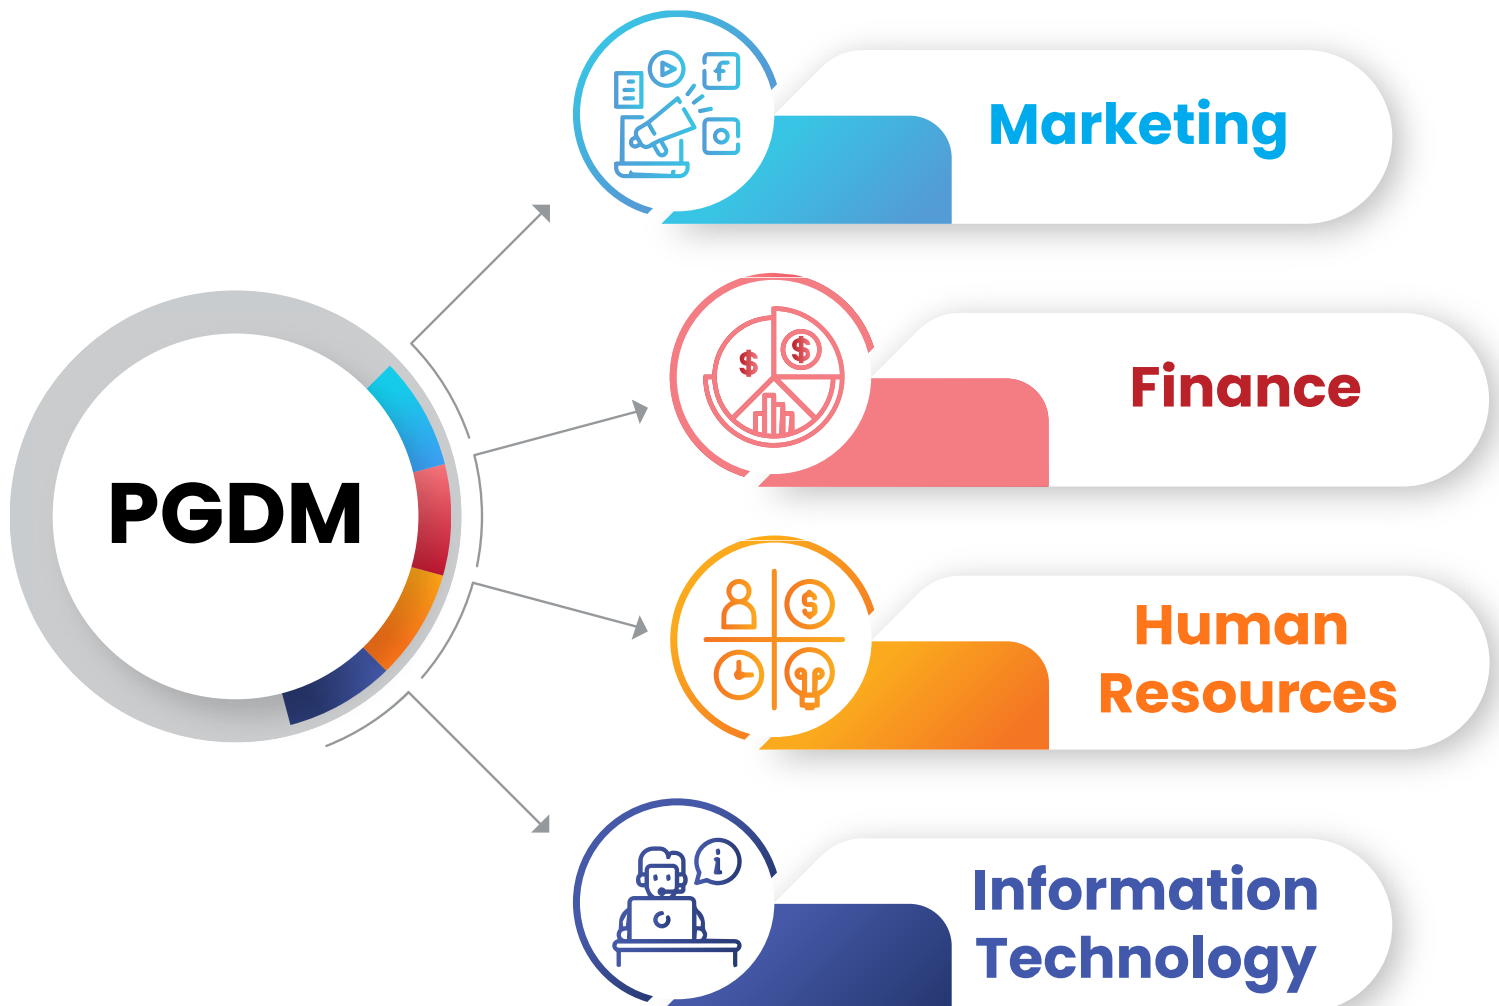 Marketing
Finance
PGDM
Human
Resources
Information
Technology